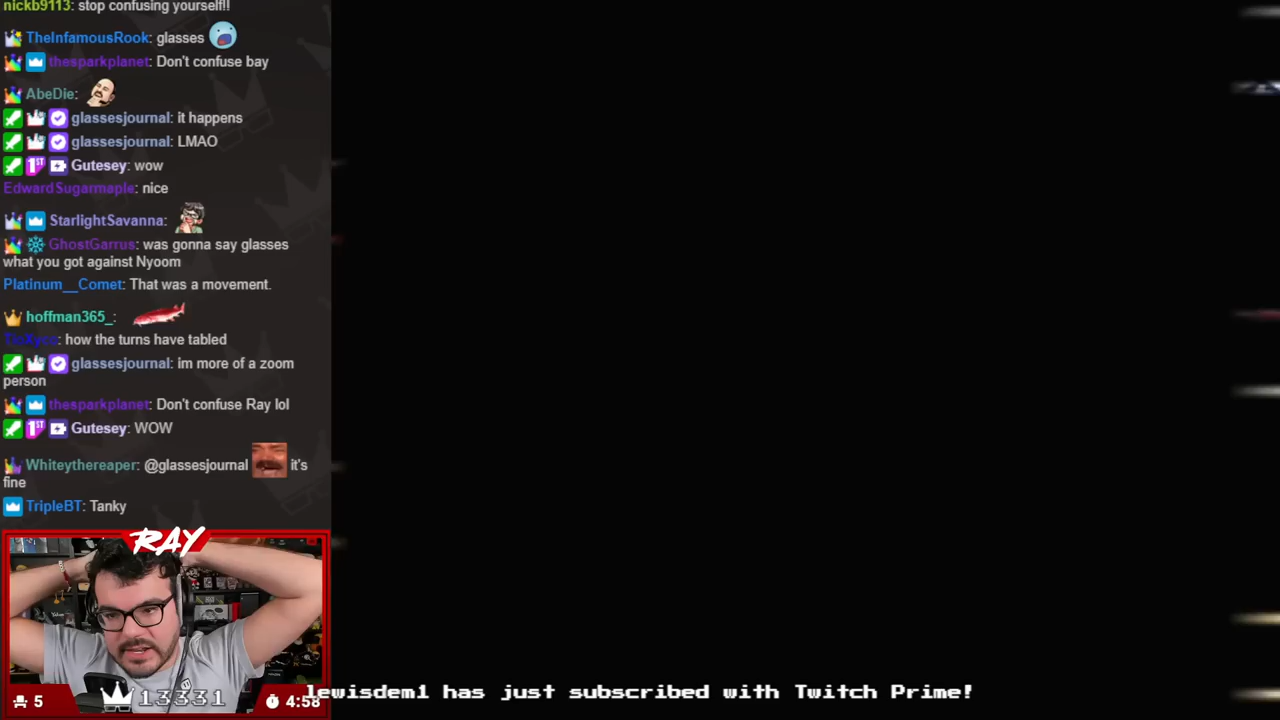 nickb9113: stop confusing yourself!!
TheInfamousRook: glasses
thesparkplanet: Don't confuse bay
AbeDie:
glassesjournal: it happens
glassesjournal: LMAO
1ST Gutesey: wow
EdwardSugarmaple: nice
StarlightSavanna:
GhostGarrus: was gonna say glasses
what you got against Nyoom
Platinum__Comet: That was a movement.
hoffman365_:
how the turns have tabled
glassesjournal: im more of a zoom
person
thesparkplanet: Don't confuse Ray lol
1ST Gutesey: WOW
Whiteythereaper: @glassesjournal it's
fine
TripleBT: Tanky
RAY
5 13331 4:58
lewisdem1 has just subscribed with Twitch Prime!